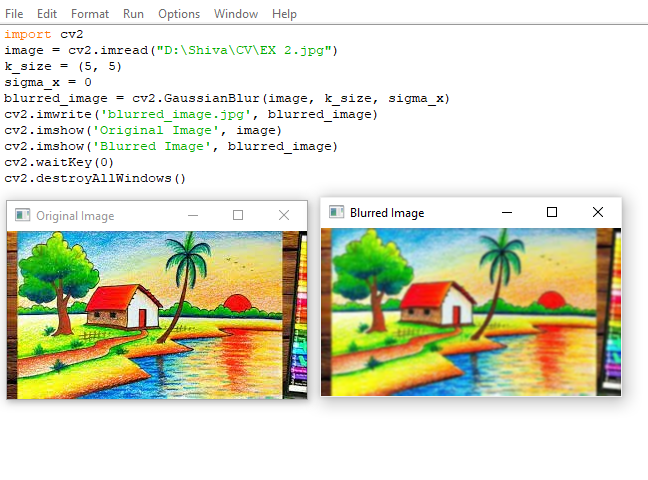 File Edit Format Run Options Window Help
import cv2
image = cv2.imread("D:\Shiva\CV\EX 2.jpg")
k_size = (5, 5)
sigma_x = 0
blurred_image = cv2.GaussianBlur(image, k_size, sigma_x)
cv2.imwrite('blurred_image.jpg', blurred_image)
cv2.imshow('Original Image', image)
cv2.imshow('Blurred Image', blurred_image)
cv2.waitKey(0)
cv2.destroyAllWindows()
Original Image
Blurred Image